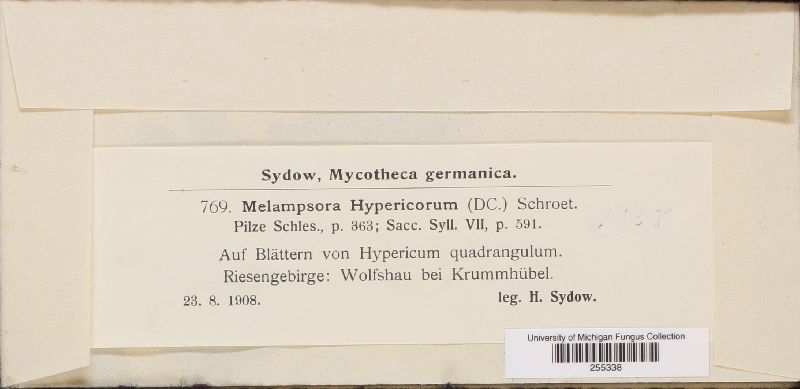 Sydow, Mycotheca germanica.
769. Melampsora Hypericorum (DC.) Schroet.
Pilze Schles., p. 363; Sacc. Syll. VII, p. 591.
Auf Blättern von Hypericum quadrangulum.
Riesengebirge: Wolfshau bei Krummhübel.
23. 8. 1908. leg. H. Sydow.
University of Michigan Fungus Collection
255338